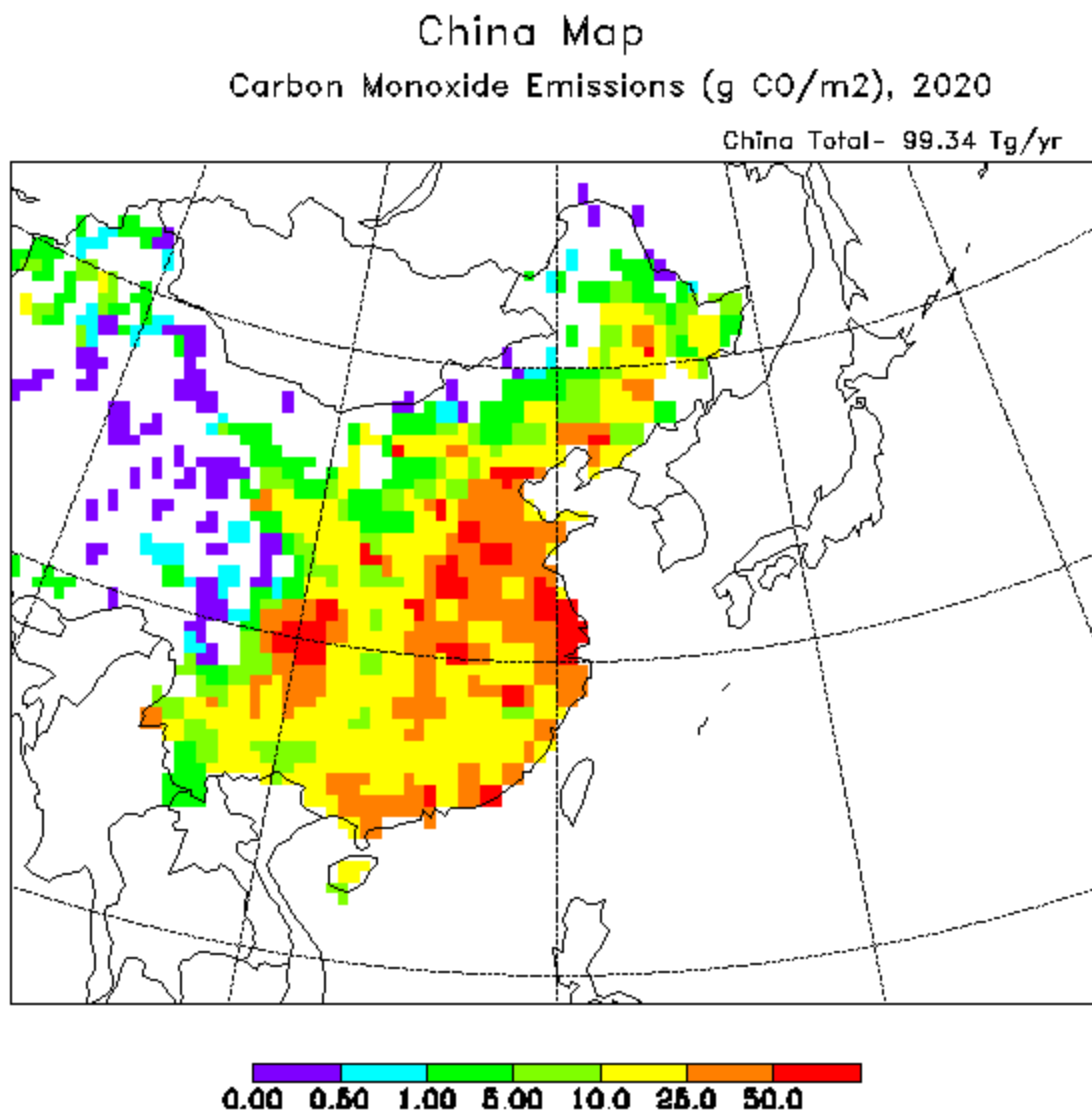 China Map
Carbon Monoxide Emissions (g CO/m2), 2020
China Total- 99.34 Tg/yr
0.00 0.50 1.00 5.00 10.0 25.0 50.0